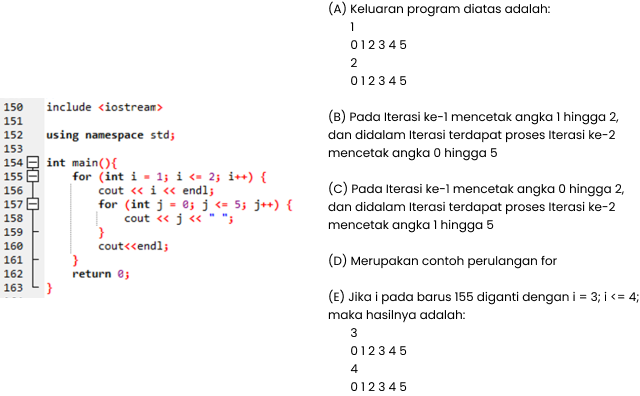 150 include <iostream>
151
152 using namespace std;
153
154 int main(){
155 for (int i = 1; i <= 2; i++) {
156 cout << i << endl;
157 for (int j = 0; j <= 5; j++) {
158 cout << j << " ";
159 }
160 cout<<endl;
161 }
162 return 0;
163 }
(A) Keluaran program diatas adalah:
1
0 1 2 3 4 5
2
0 1 2 3 4 5
(B) Pada Iterasi ke-1 mencetak angka 1 hingga 2,
dan didalam Iterasi terdapat proses Iterasi ke-2
mencetak angka 0 hingga 5
(C) Pada Iterasi ke-1 mencetak angka 0 hingga 2,
dan didalam Iterasi terdapat proses Iterasi ke-2
mencetak angka 1 hingga 5
(D) Merupakan contoh perulangan for
(E) Jika i pada barus 155 diganti dengan i = 3; i <= 4;
maka hasilnya adalah:
3
0 1 2 3 4 5
4
0 1 2 3 4 5